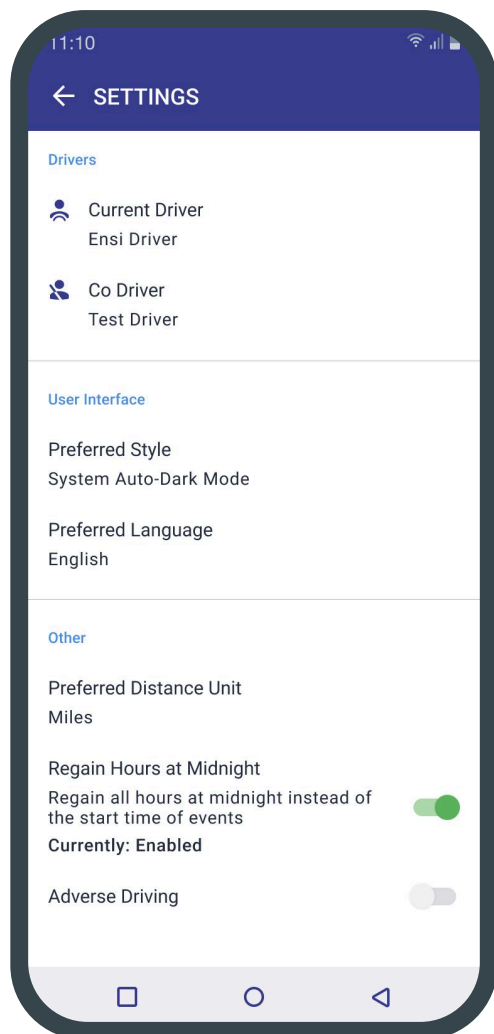 11:10
SETTINGS
Drivers
Current Driver
Ensi Driver
Co Driver
Test Driver
User Interface
Preferred Style
System Auto-Dark Mode
Preferred Language
English
Other
Preferred Distance Unit
Miles
Regain Hours at Midnight
Regain all hours at midnight instead of
the start time of events
Currently: Enabled
Adverse Driving